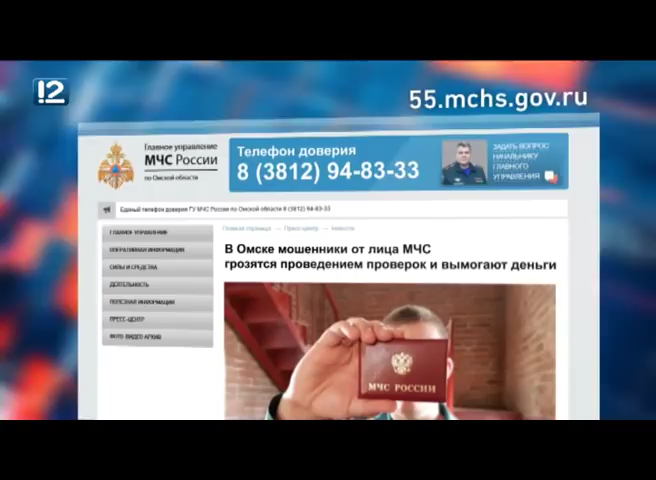 12
55.mchs.gov.ru
Главное управление
МЧС России
по Омской области
Телефон доверия
8 (3812) 94-83-33
ЗАДАТЬ ВОПРОС
НАЧАЛЬНИКУ
ГЛАВНОГО
УПРАВЛЕНИЯ
Единый телефон доверия ГУ МЧС России по Омской области 8 (3812) 94-83-33
Главная страница → Пресс-центр → Новости
ГЛАВНОЕ УПРАВЛЕНИЕ
ОПЕРАТИВНАЯ ИНФОРМАЦИЯ
СИЛЫ И СРЕДСТВА
ДЕЯТЕЛЬНОСТЬ
ПОЛЕЗНАЯ ИНФОРМАЦИЯ
ПРЕСС-ЦЕНТР
ФОТО ВИДЕО АРХИВ
В Омске мошенники от лица МЧС
грозятся проведением проверок и вымогают деньги
МЧС РОССИИ